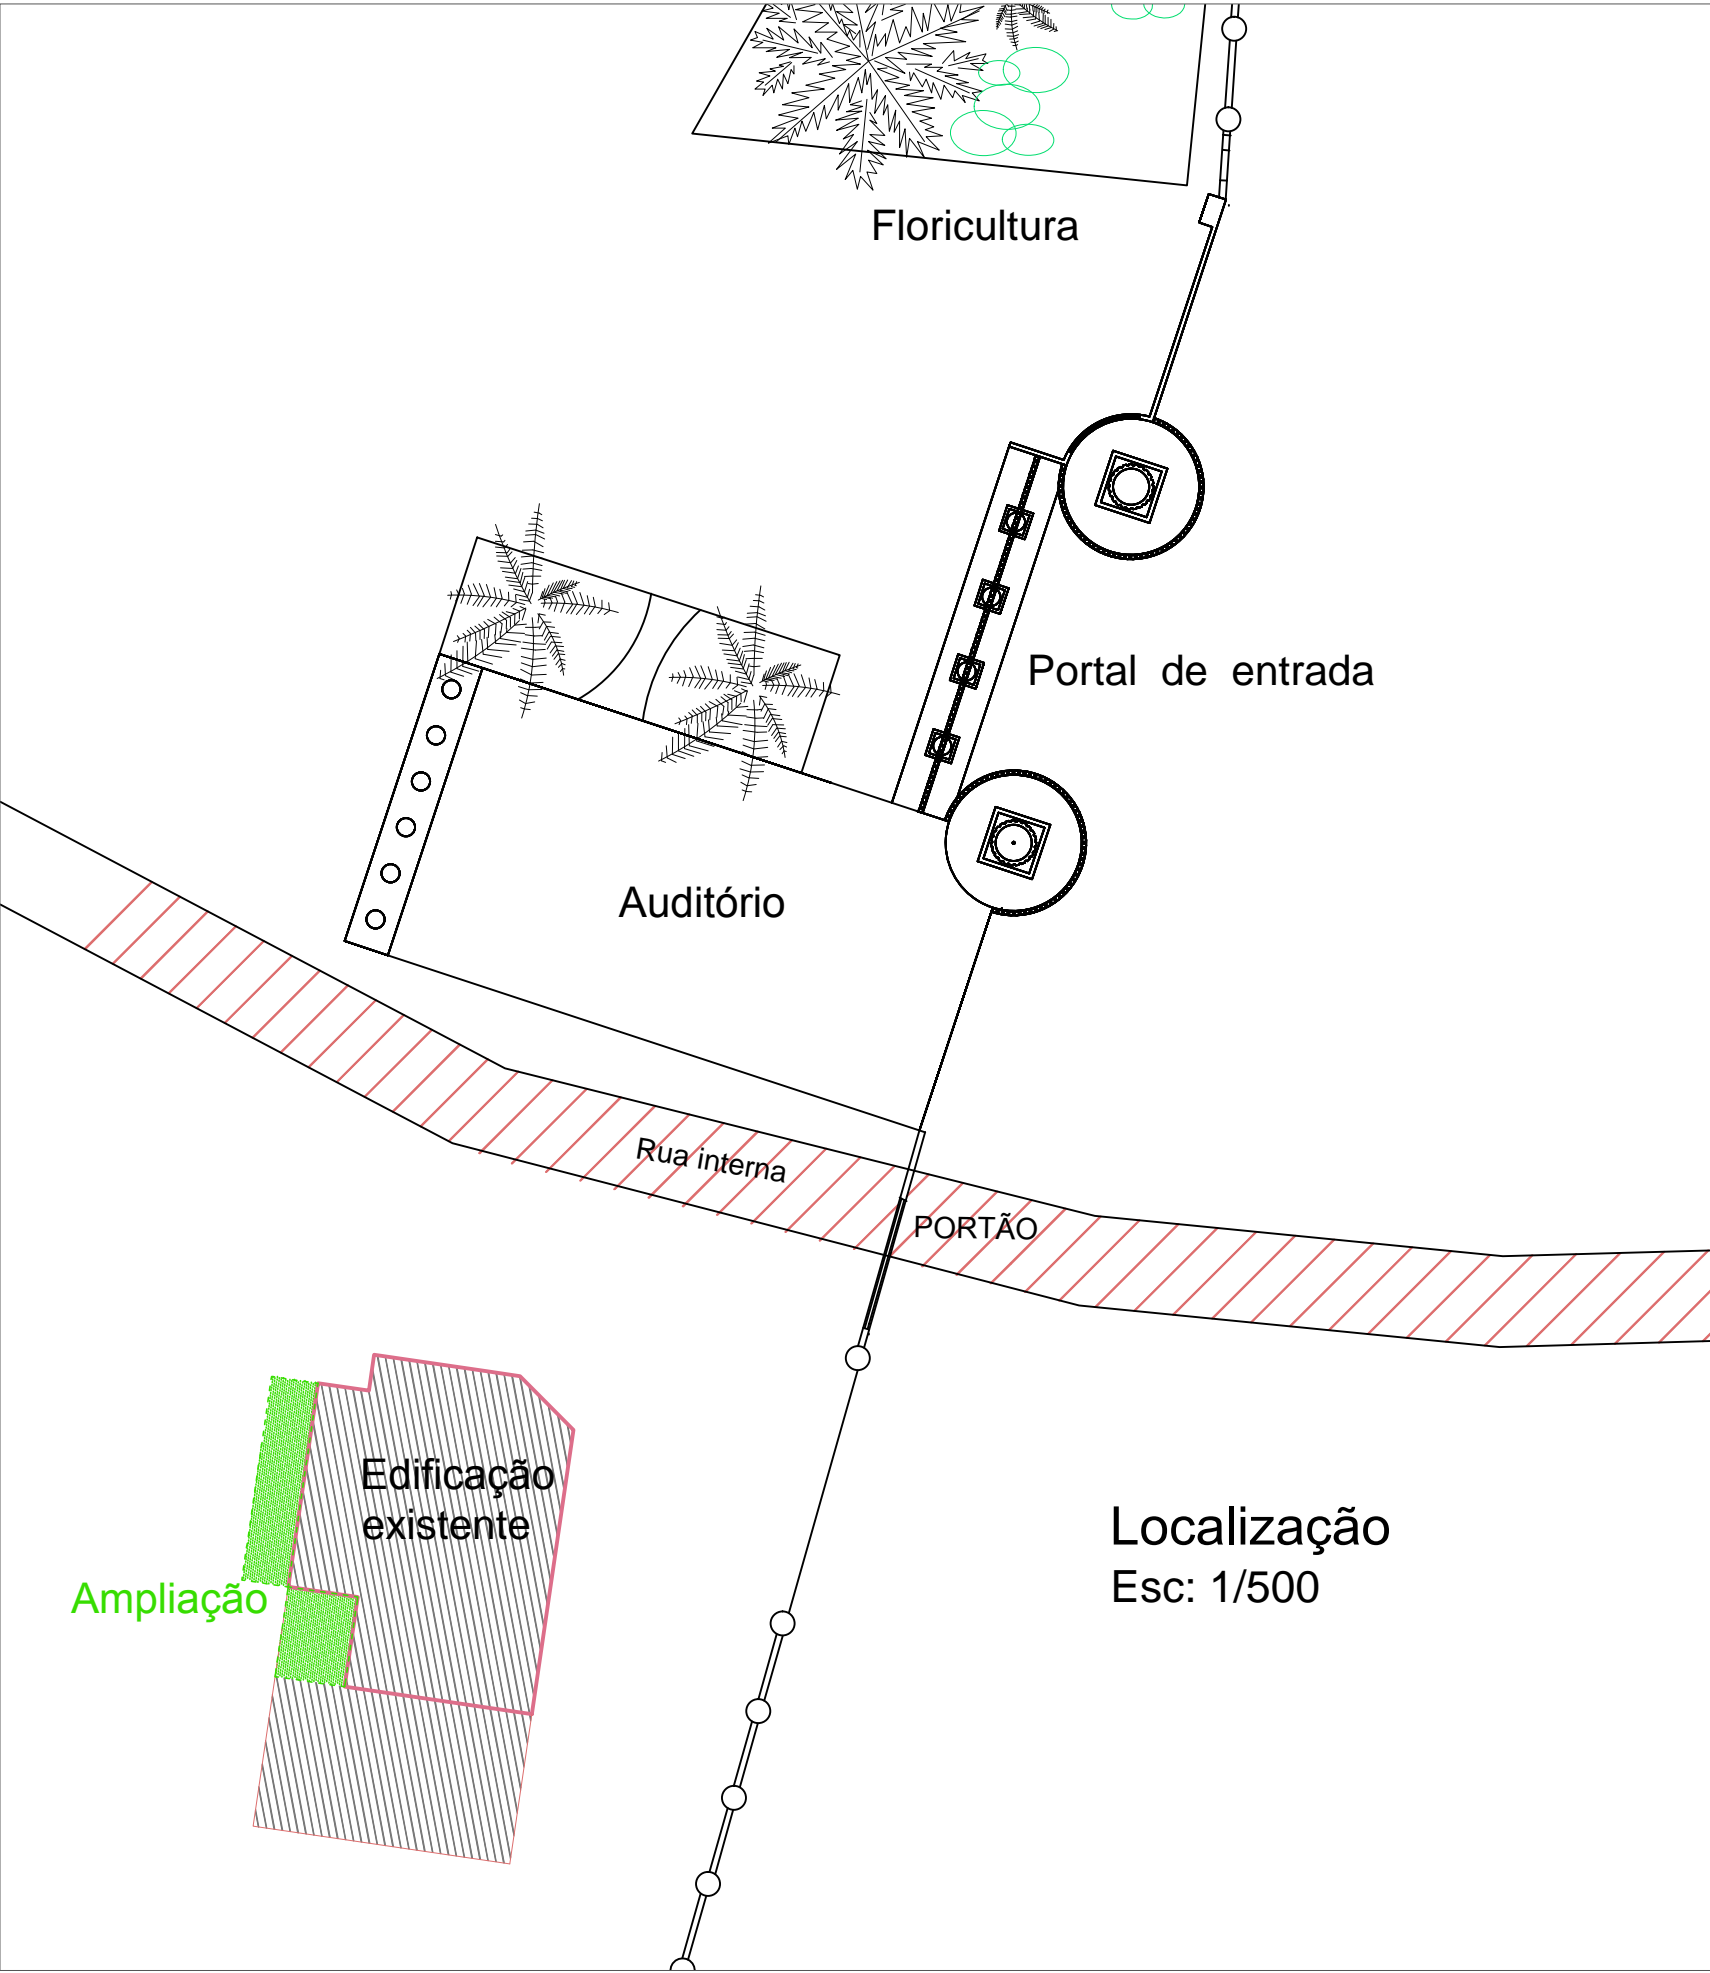 Floricultura
Portal de entrada
Auditório
Rua interna
PORTÃO
Edificação
existente
Ampliação
Localização
Esc: 1/500